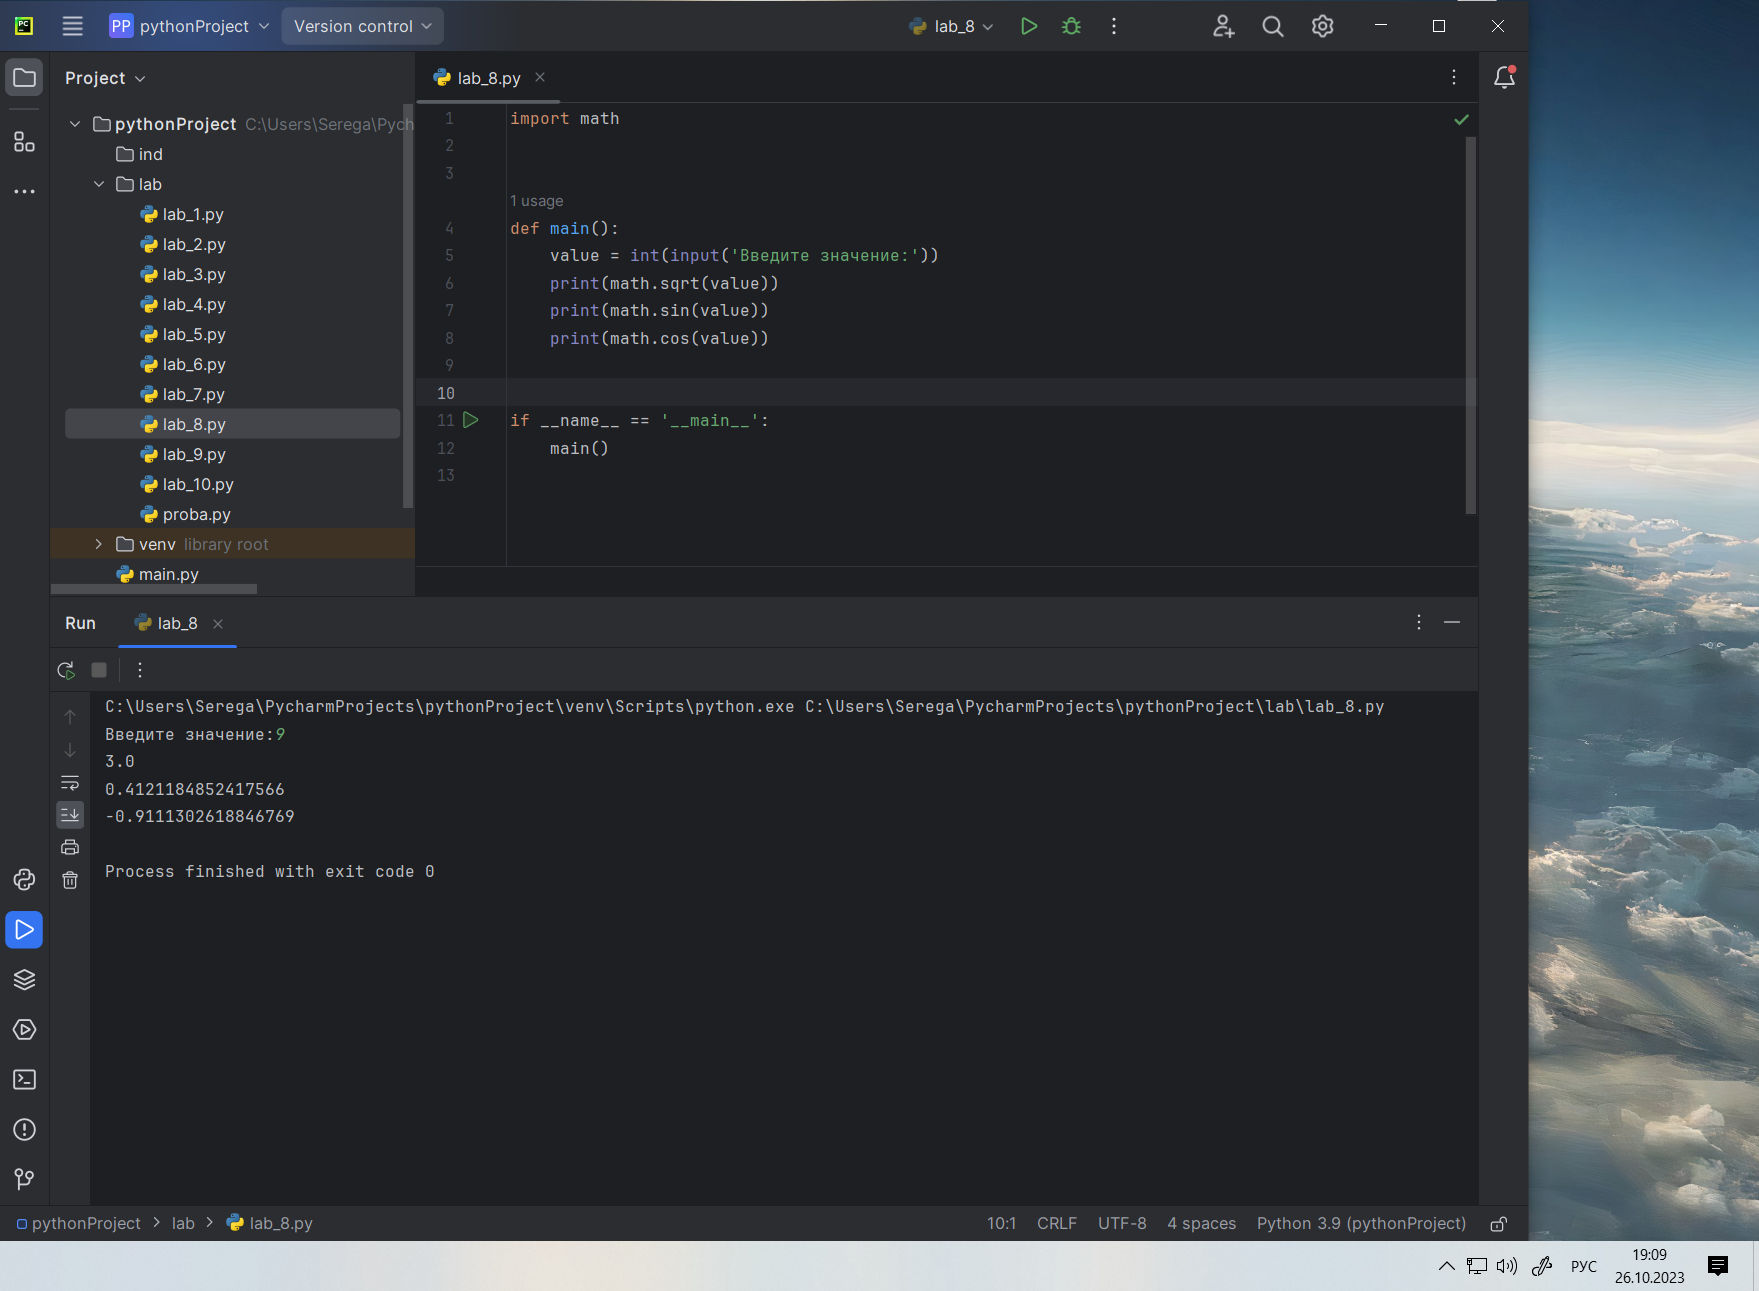 PC
PP pythonProject Version control lab_8
Project
lab_8.py
pythonProject C:\Users\Serega\Pych
ind
lab
lab_1.py
lab_2.py
lab_3.py
lab_4.py
lab_5.py
lab_6.py
lab_7.py
lab_8.py
lab_9.py
lab_10.py
proba.py
venv library root
main.py
1 import math
2
3
1 usage
4 def main():
5     value = int(input('Введите значение:'))
6     print(math.sqrt(value))
7     print(math.sin(value))
8     print(math.cos(value))
9
10
11 if __name__ == '__main__':
12     main()
13
Run lab_8
C:\Users\Serega\PycharmProjects\pythonProject\venv\Scripts\python.exe C:\Users\Serega\PycharmProjects\pythonProject\lab\lab_8.py
Введите значение:9
3.0
0.4121184852417566
-0.9111302618846769
Process finished with exit code 0
pythonProject > lab > lab_8.py 10:1 CRLF UTF-8 4 spaces Python 3.9 (pythonProject)
РУС
19:09
26.10.2023